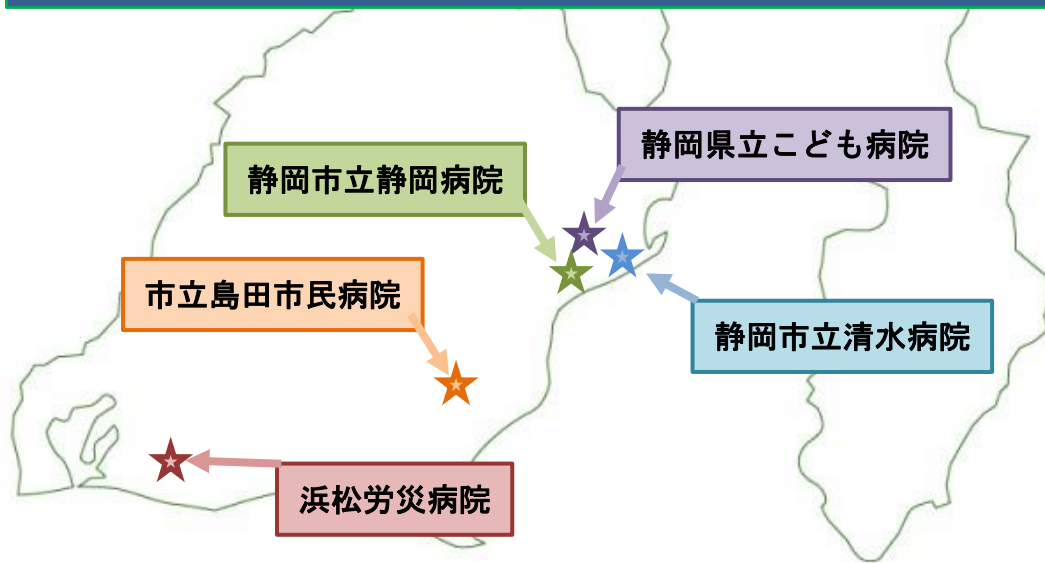 静岡県立こども病院
静岡市立静岡病院
市立島田市民病院
静岡市立清水病院
浜松労災病院